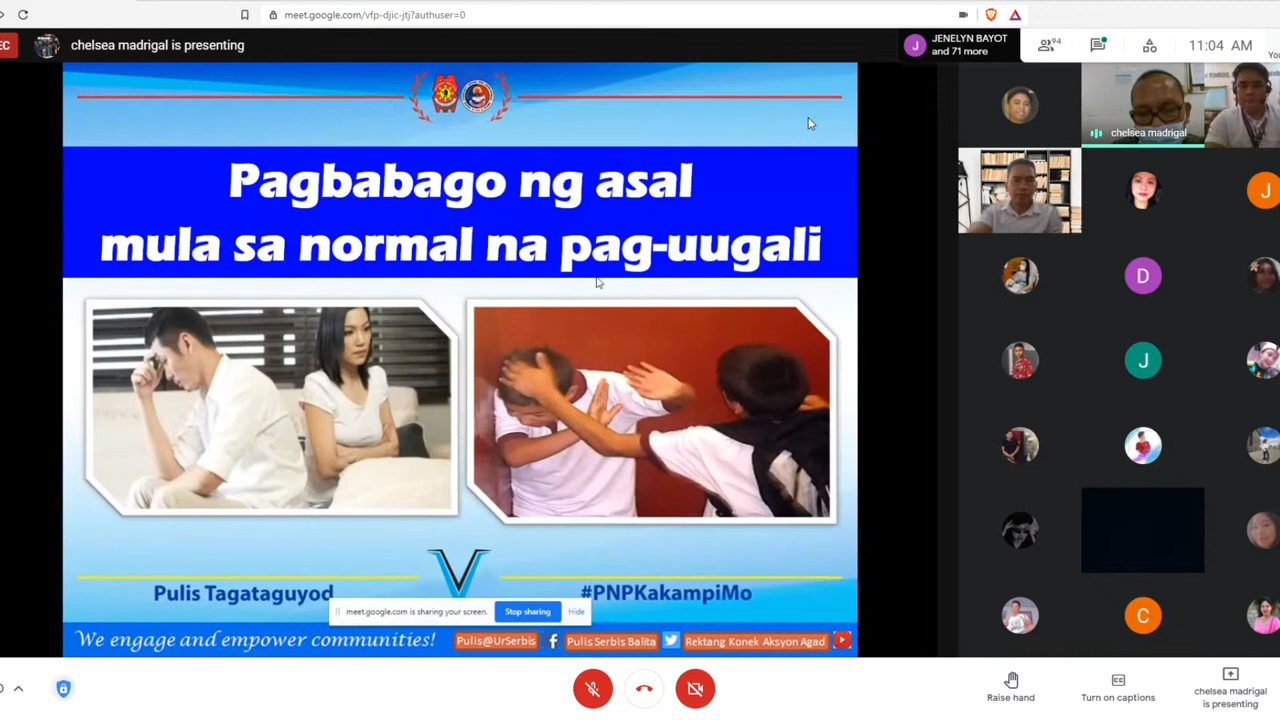 meet.google.com/vfp-djic-jtj?authuser=0
EC
chelsea madrigal is presenting
J
JENELYN BAYOT
and 71 more
94
11:04 AM
You
Pagbabago ng asal
mula sa normal na pag-uugali
chelsea madrigal
J
D
J
C
Pulis Tagataguyod
V
#PNPKakampiMo
meet.google.com is sharing your screen.
Stop sharing
Hide
We engage and empower communities!
Pulis@UrSerbis
Pulis Serbis Balita
Rektang Konek Aksyon Agad
Raise hand
Turn on captions
chelsea madrigal
is presenting